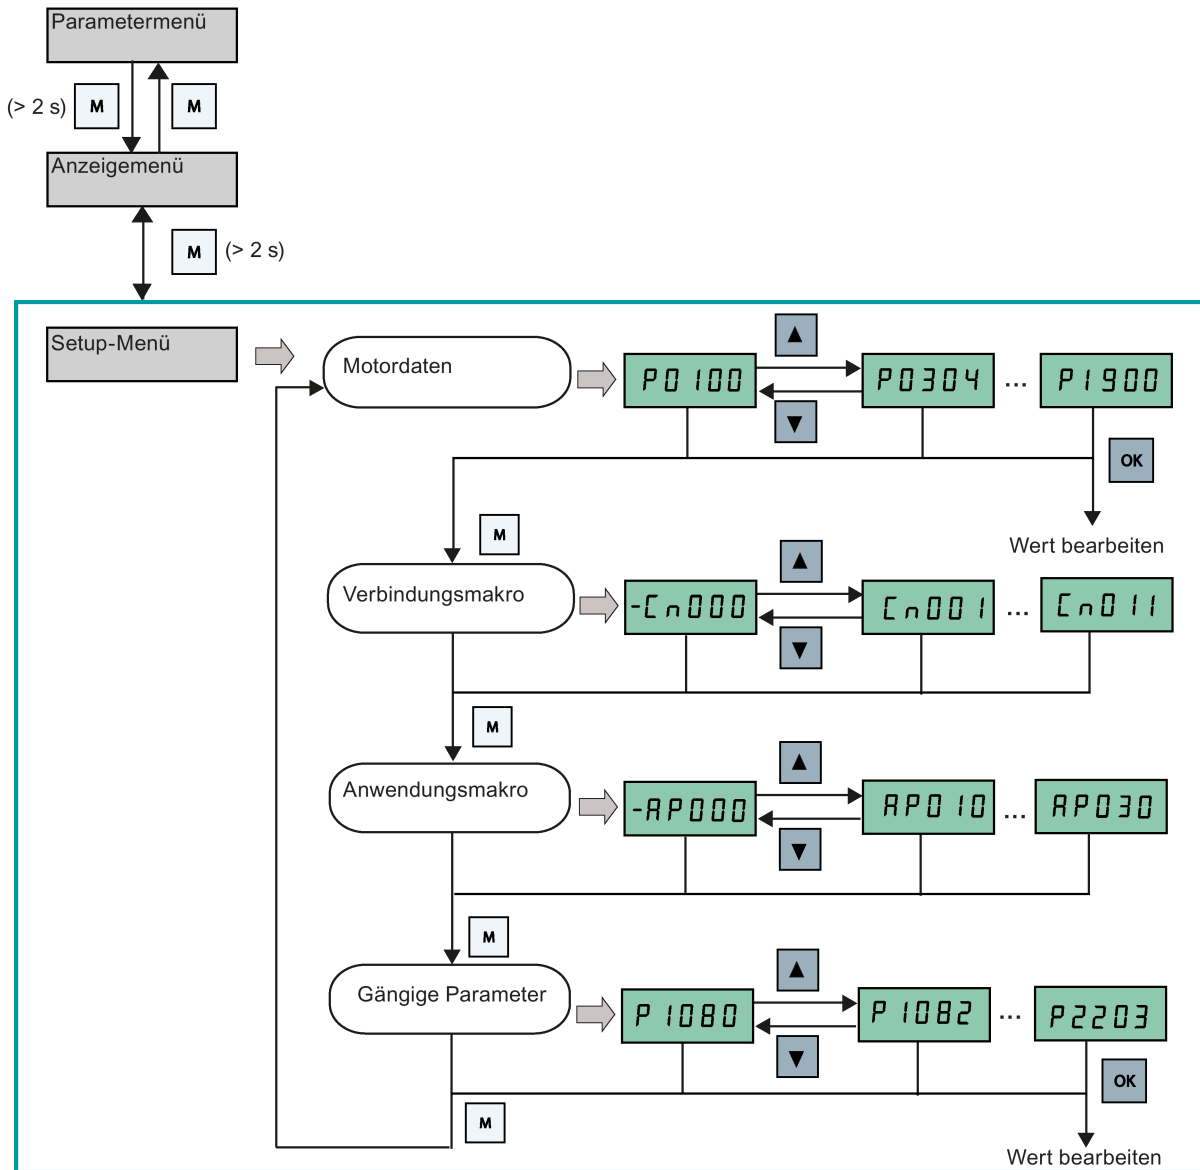 Parametermenü
(> 2 s) M M
Anzeigemenü
M (> 2 s)
Setup-Menü
Motordaten
P0100
P0304
...
P1900
OK
Wert bearbeiten
M
Verbindungsmakro
-Cn000
Cn001
...
Cn011
M
Anwendungsmakro
-AP000
AP010
...
AP030
M
Gängige Parameter
P1080
P1082
...
P2203
OK
M
Wert bearbeiten